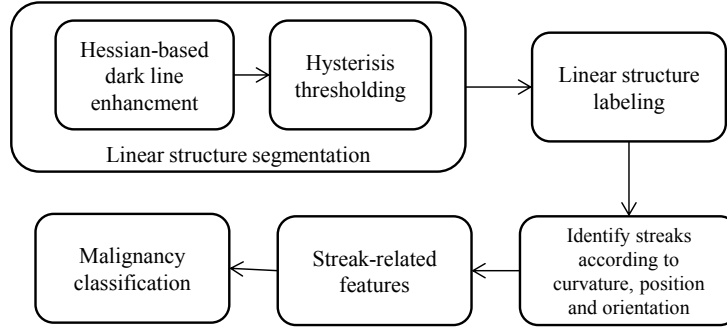 Hessian-based
dark line
enhancment
Hysterisis
thresholding
Linear structure segmentation
Linear structure
labeling
Identify streaks
according to
curvature, position
and orientation
Streak-related
features
Malignancy
classification